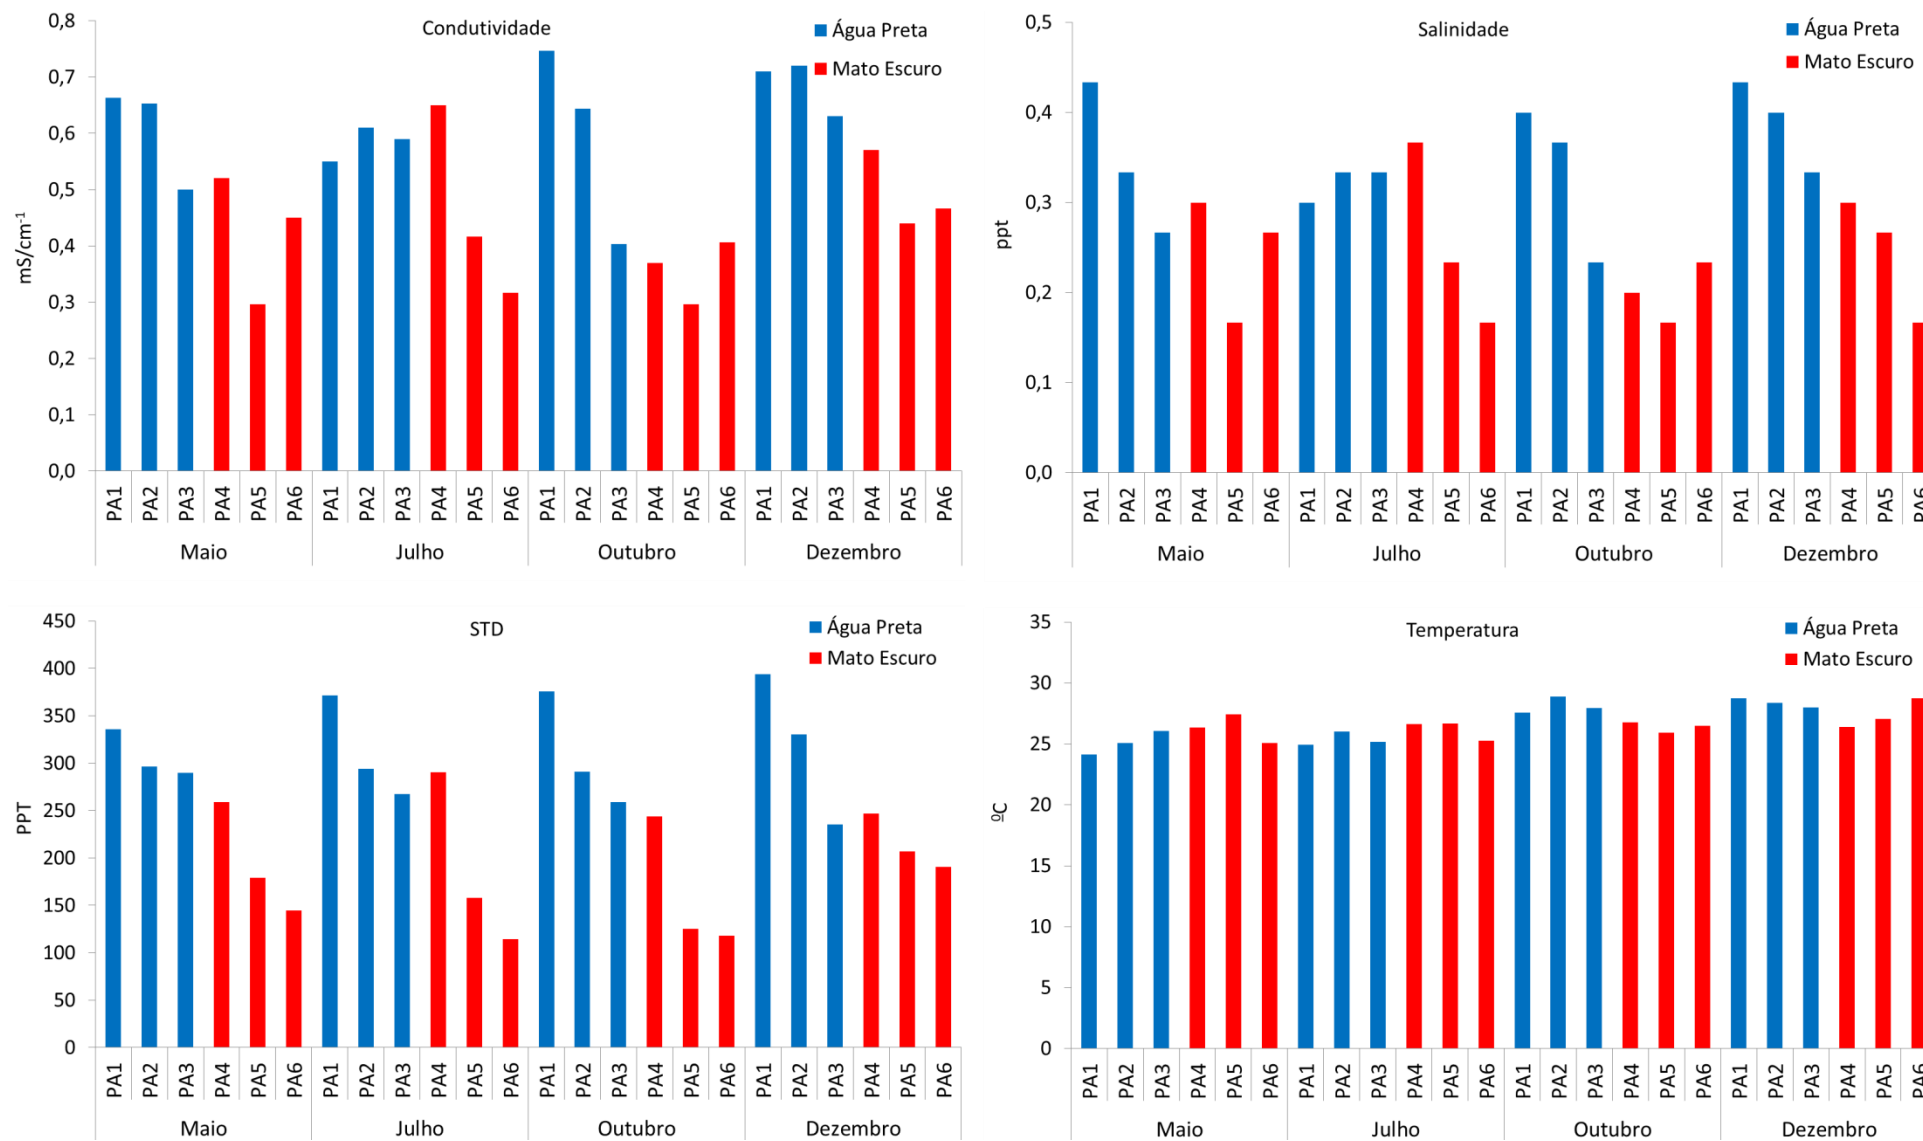 Condutividade
Água Preta
Mato Escuro
0,8
0,7
0,6
0,5
0,4
0,3
0,2
0,1
0,0
mS/cm⁻¹
PA1 PA2 PA3 PA4 PA5 PA6 PA1 PA2 PA3 PA4 PA5 PA6 PA1 PA2 PA3 PA4 PA5 PA6 PA1 PA2 PA3 PA4 PA5 PA6
Maio Julho Outubro Dezembro
Salinidade
Água Preta
Mato Escuro
0,5
0,4
0,3
0,2
0,1
0,0
ppt
PA1 PA2 PA3 PA4 PA5 PA6 PA1 PA2 PA3 PA4 PA5 PA6 PA1 PA2 PA3 PA4 PA5 PA6 PA1 PA2 PA3 PA4 PA5 PA6
Maio Julho Outubro Dezembro
STD
Água Preta
Mato Escuro
450
400
350
300
250
200
150
100
50
0
PPT
PA1 PA2 PA3 PA4 PA5 PA6 PA1 PA2 PA3 PA4 PA5 PA6 PA1 PA2 PA3 PA4 PA5 PA6 PA1 PA2 PA3 PA4 PA5 PA6
Maio Julho Outubro Dezembro
Temperatura
Água Preta
Mato Escuro
35
30
25
20
15
10
5
0
ºC
PA1 PA2 PA3 PA4 PA5 PA6 PA1 PA2 PA3 PA4 PA5 PA6 PA1 PA2 PA3 PA4 PA5 PA6 PA1 PA2 PA3 PA4 PA5 PA6
Maio Julho Outubro Dezembro